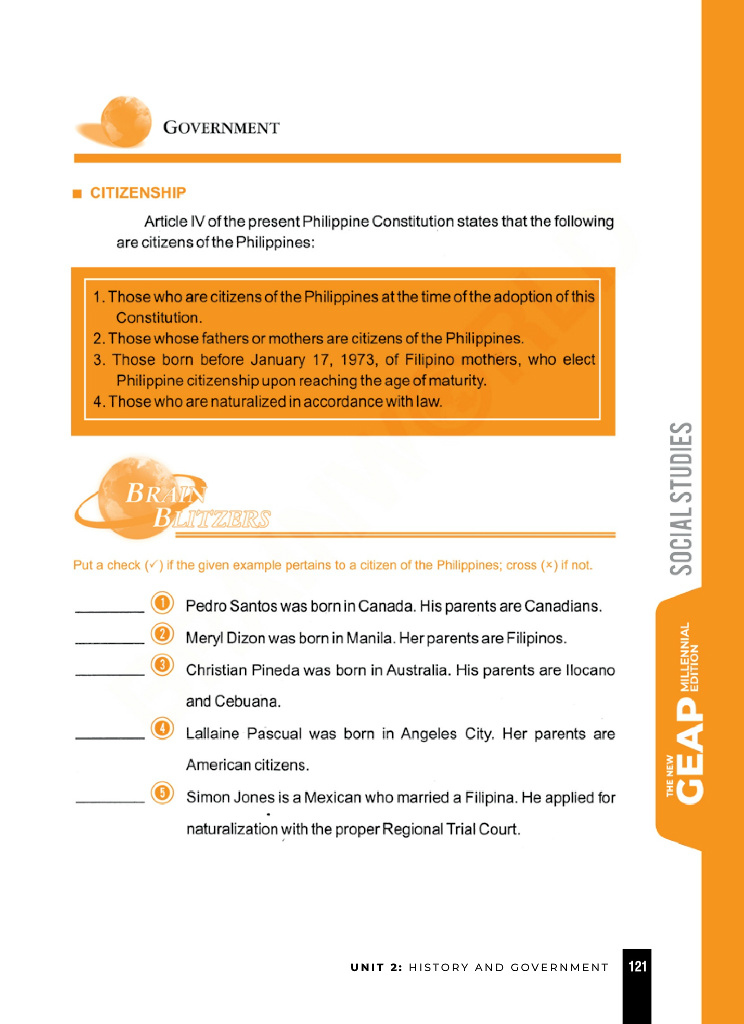 GOVERNMENT
■ CITIZENSHIP
Article IV of the present Philippine Constitution states that the following
are citizens of the Philippines:
1. Those who are citizens of the Philippines at the time of the adoption of this
Constitution.
2. Those whose fathers or mothers are citizens of the Philippines.
3. Those born before January 17, 1973, of Filipino mothers, who elect
Philippine citizenship upon reaching the age of maturity.
4. Those who are naturalized in accordance with law.
BRAIN
BLITZERS
Put a check (✓) if the given example pertains to a citizen of the Philippines; cross (×) if not.
________ 1 Pedro Santos was born in Canada. His parents are Canadians.
________ 2 Meryl Dizon was born in Manila. Her parents are Filipinos.
________ 3 Christian Pineda was born in Australia. His parents are Ilocano
and Cebuana.
________ 4 Lallaine Pascual was born in Angeles City. Her parents are
American citizens.
________ 5 Simon Jones is a Mexican who married a Filipina. He applied for
naturalization with the proper Regional Trial Court.
SOCIAL STUDIES
THE NEW
GEAP
MILLENNIAL
EDITION
UNIT 2: HISTORY AND GOVERNMENT 121